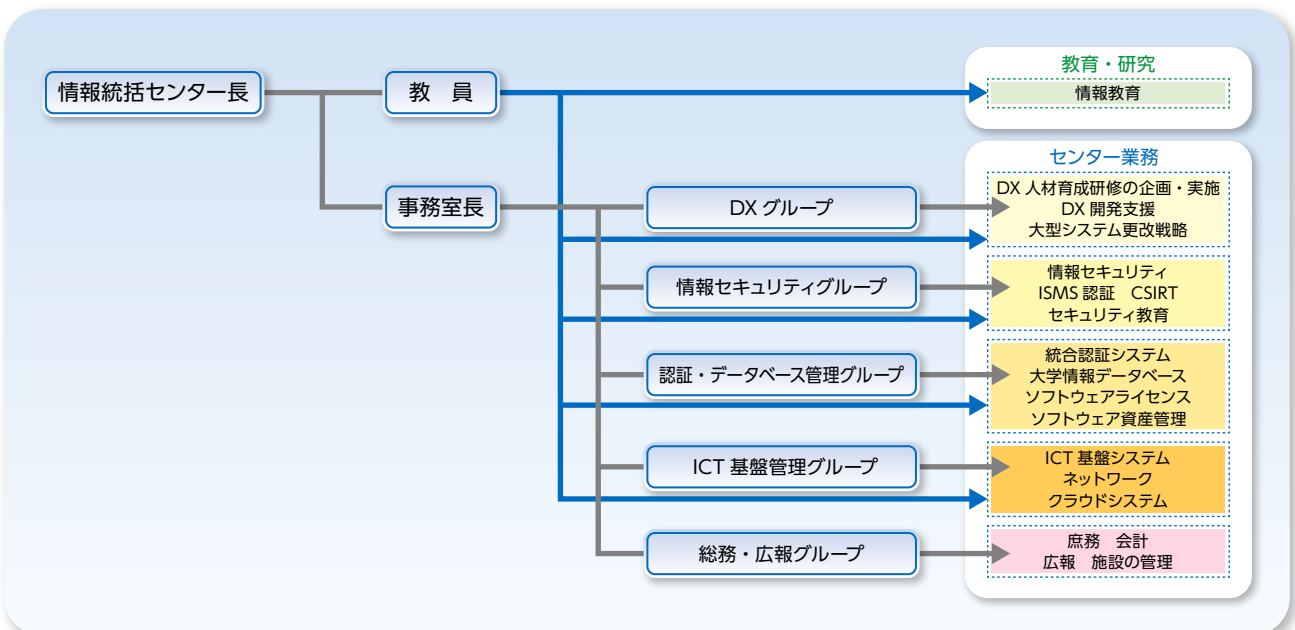 情報統括センター長
教 員
事務室長
DX グループ
情報セキュリティグループ
認証・データベース管理グループ
ICT 基盤管理グループ
総務・広報グループ
教育・研究
情報教育
センター業務
DX 人材育成研修の企画・実施
DX 開発支援
大型システム更改戦略
情報セキュリティ
ISMS 認証 CSIRT
セキュリティ教育
統合認証システム
大学情報データベース
ソフトウェアライセンス
ソフトウェア資産管理
ICT 基盤システム
ネットワーク
クラウドシステム
庶務 会計
広報 施設の管理